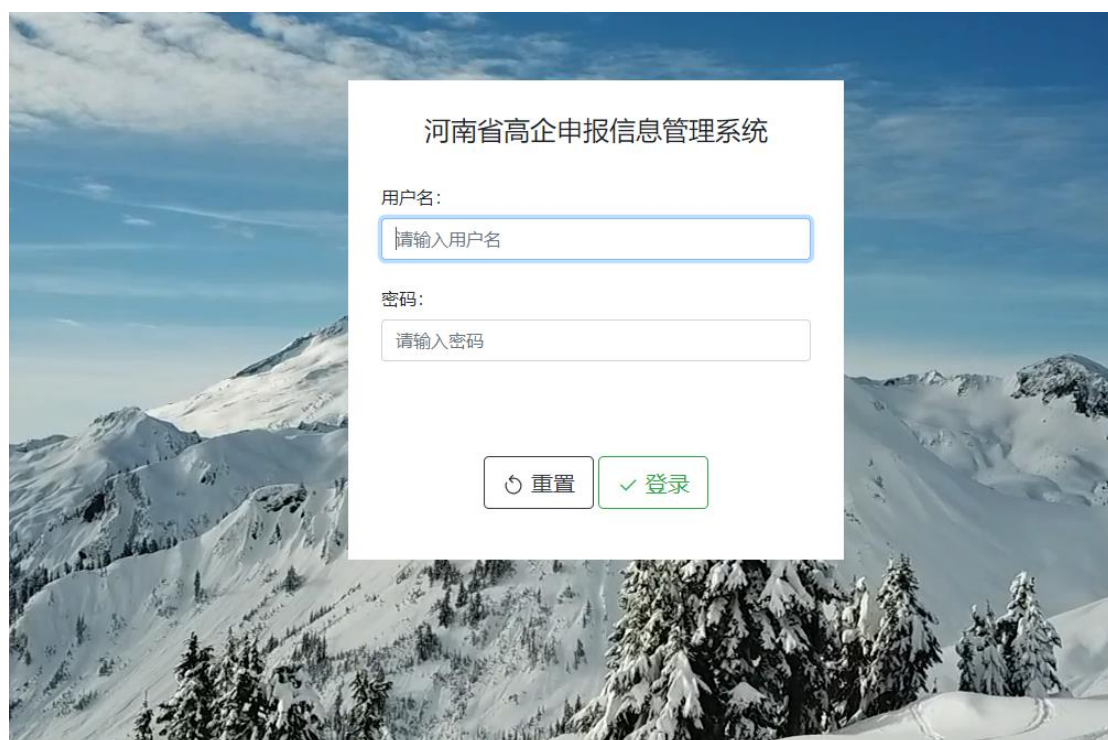 河南省高企申报信息管理系统
用户名：
请输入用户名
密码：
请输入密码
重置 登录